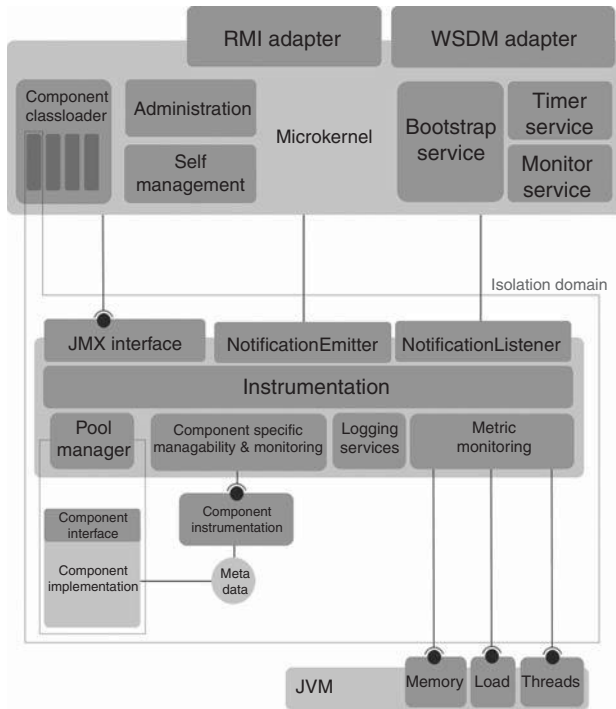 RMI adapter
WSDM adapter
Component
classloader
Administration
Self
management
Microkernel
Bootstrap
service
Timer
service
Monitor
service
Isolation domain
JMX interface
NotificationEmitter
NotificationListener
Instrumentation
Pool
manager
Component specific
managability & monitoring
Logging
services
Metric
monitoring
Component
instrumentation
Component
interface
Component
implementation
Meta
data
JVM
Memory
Load
Threads